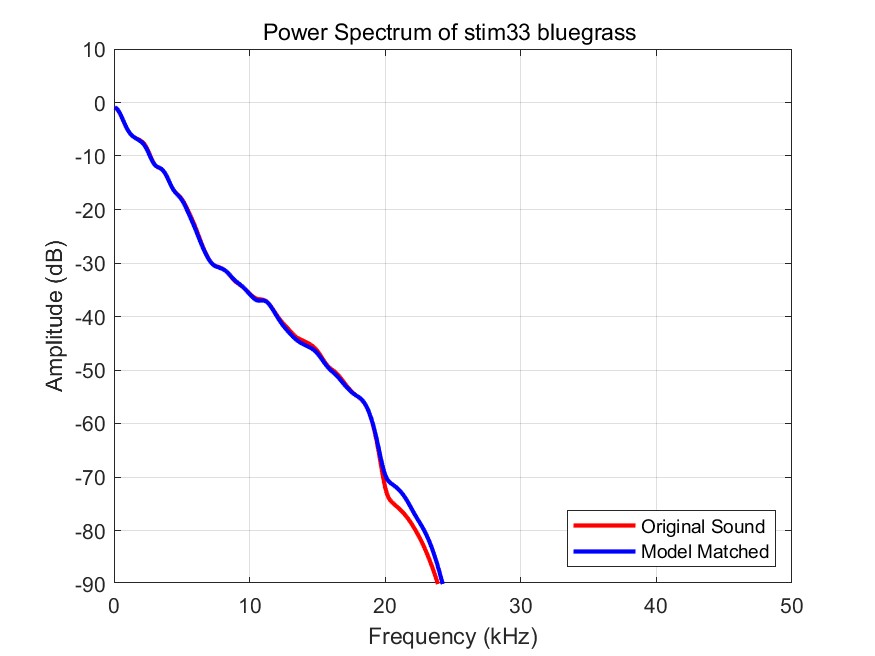 Power Spectrum of stim33 bluegrass
10
0
-10
-20
-30
-40
-50
-60
-70
-80
-90
Amplitude (dB)
Original Sound
Model Matched
0 10 20 30 40 50
Frequency (kHz)